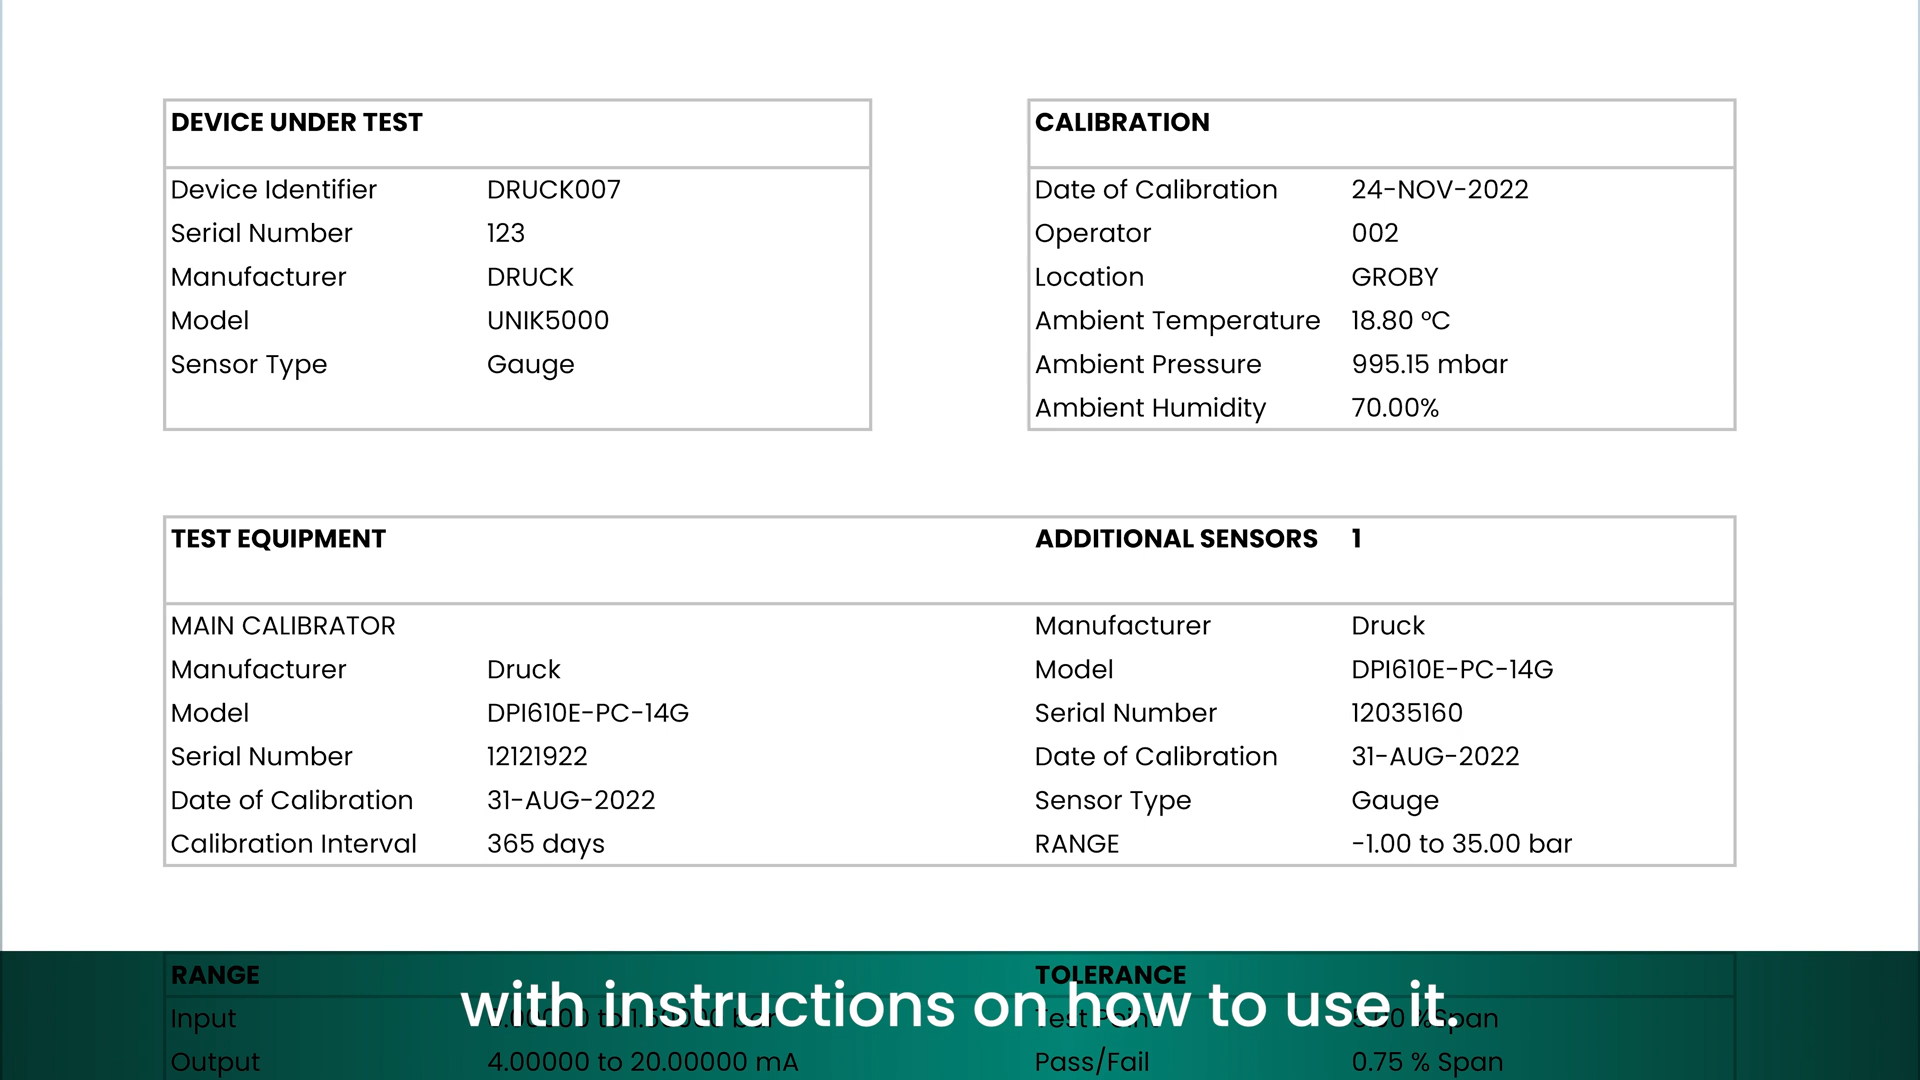 DEVICE UNDER TEST
Device Identifier DRUCK007
Serial Number 123
Manufacturer DRUCK
Model UNIK5000
Sensor Type Gauge
CALIBRATION
Date of Calibration 24-NOV-2022
Operator 002
Location GROBY
Ambient Temperature 18.80 °C
Ambient Pressure 995.15 mbar
Ambient Humidity 70.00%
TEST EQUIPMENT
MAIN CALIBRATOR
Manufacturer Druck
Model DPI610E-PC-14G
Serial Number 12121922
Date of Calibration 31-AUG-2022
Calibration Interval 365 days
ADDITIONAL SENSORS 1
Manufacturer Druck
Model DPI610E-PC-14G
Serial Number 12035160
Date of Calibration 31-AUG-2022
Sensor Type Gauge
RANGE -1.00 to 35.00 bar
RANGE
Input
Output 4.00000 to 20.00000 mA
TOLERANCE
Test Point % Span
Pass/Fail 0.75 % Span
with instructions on how to use it.